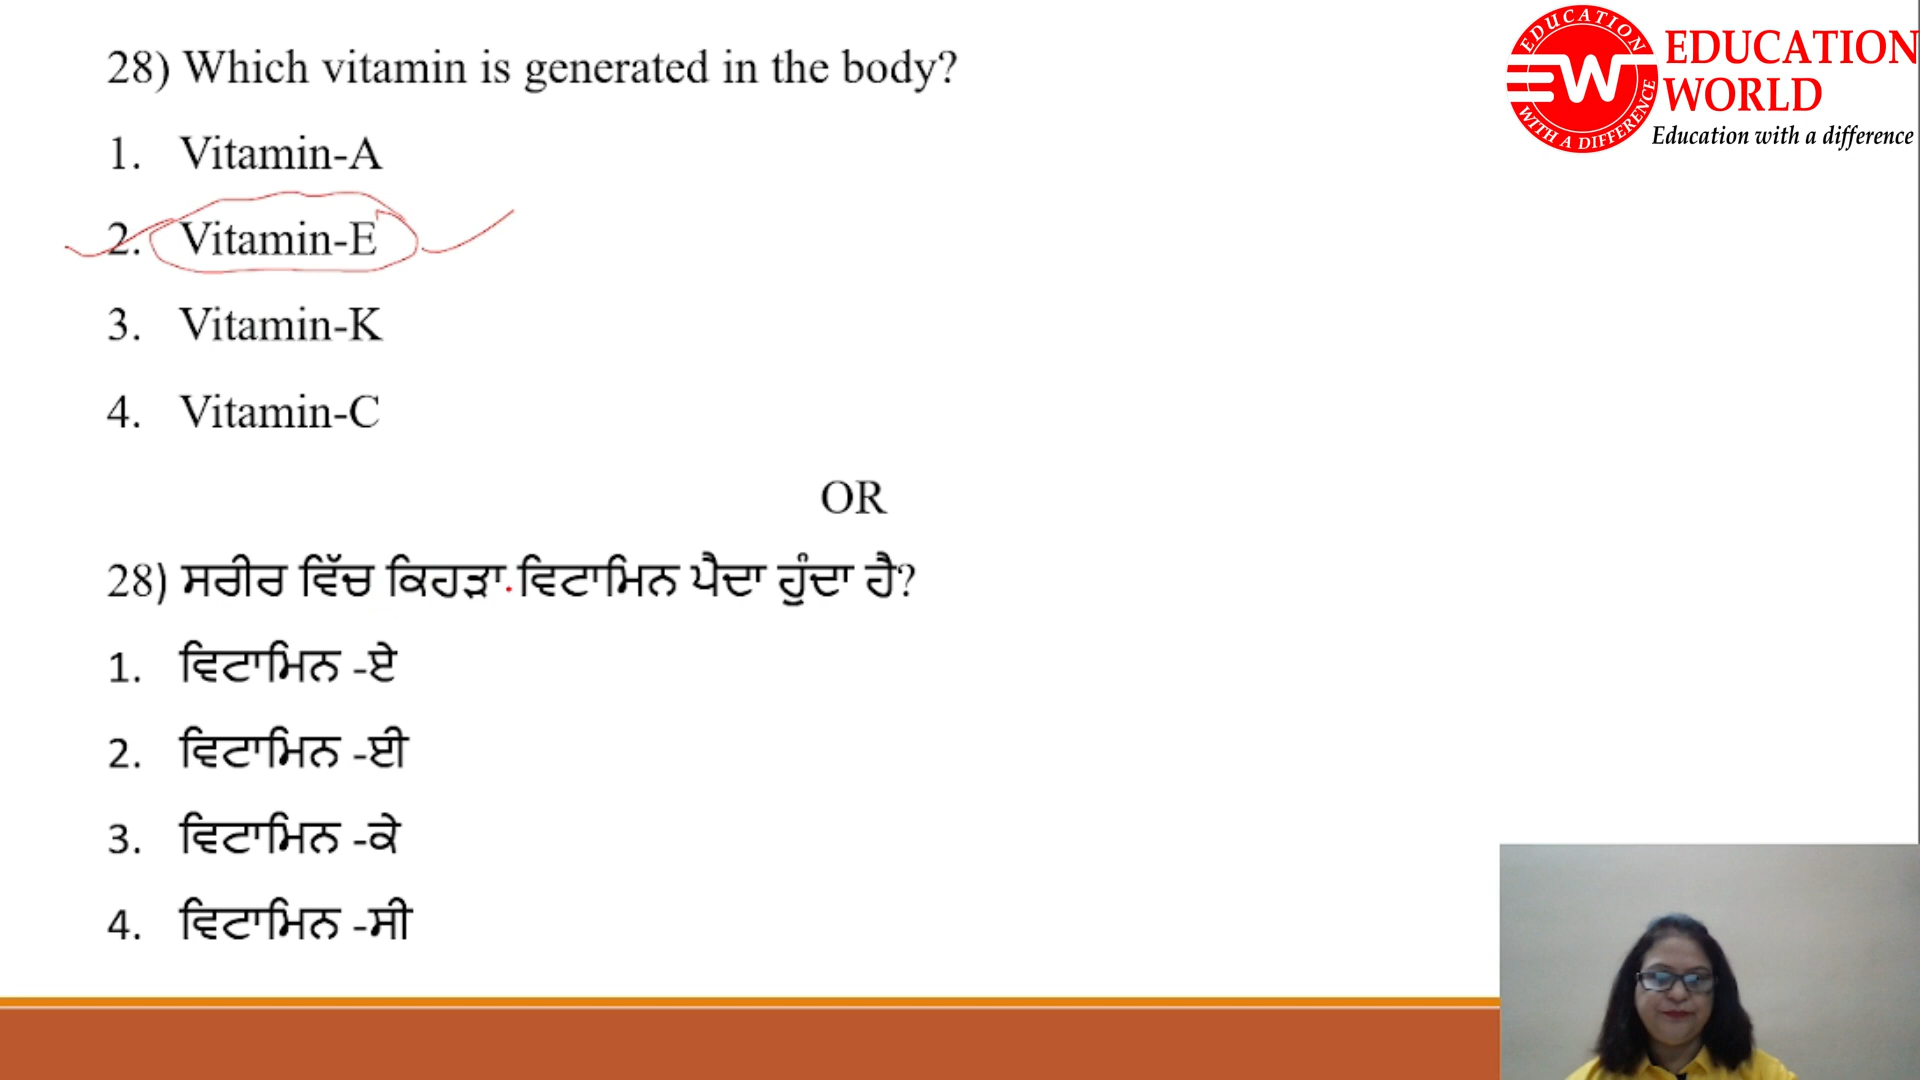 28) Which vitamin is generated in the body?
1. Vitamin-A
2. Vitamin-E
3. Vitamin-K
4. Vitamin-C
OR
28) ਸਰੀਰ ਵਿੱਚ ਕਿਹੜਾ ਵਿਟਾਮਿਨ ਪੈਦਾ ਹੁੰਦਾ ਹੈ?
1. ਵਿਟਾਮਿਨ -ਏ
2. ਵਿਟਾਮਿਨ -ਈ
3. ਵਿਟਾਮਿਨ -ਕੇ
4. ਵਿਟਾਮਿਨ -ਸੀ
EDUCATION
EW
WITH A DIFFERENCE
EDUCATION
WORLD
Education with a difference